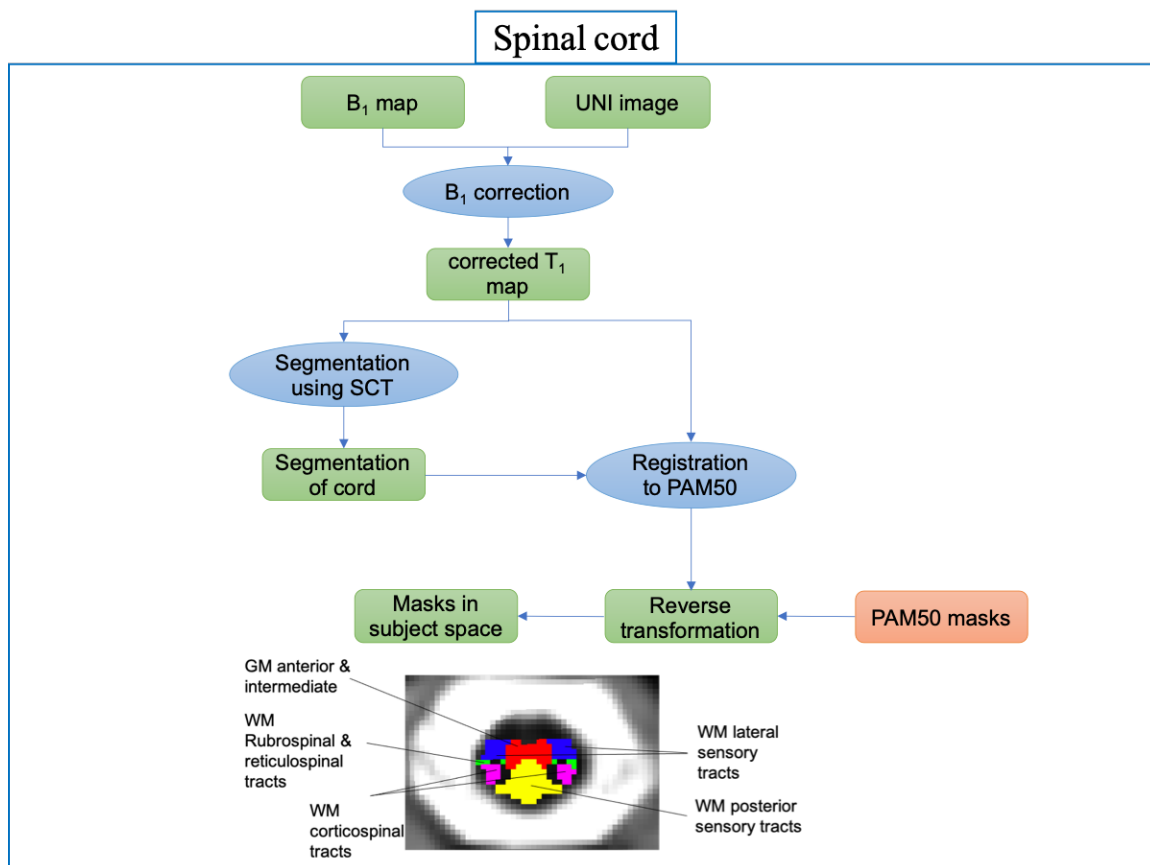 Spinal cord
B₁ map
UNI image
B₁ correction
corrected T₁
map
Segmentation
using SCT
Segmentation
of cord
Registration
to PAM50
Masks in
subject space
Reverse
transformation
PAM50 masks
GM anterior &
intermediate
WM
Rubrospinal &
reticulospinal
tracts
WM
corticospinal
tracts
WM lateral
sensory
tracts
WM posterior
sensory tracts